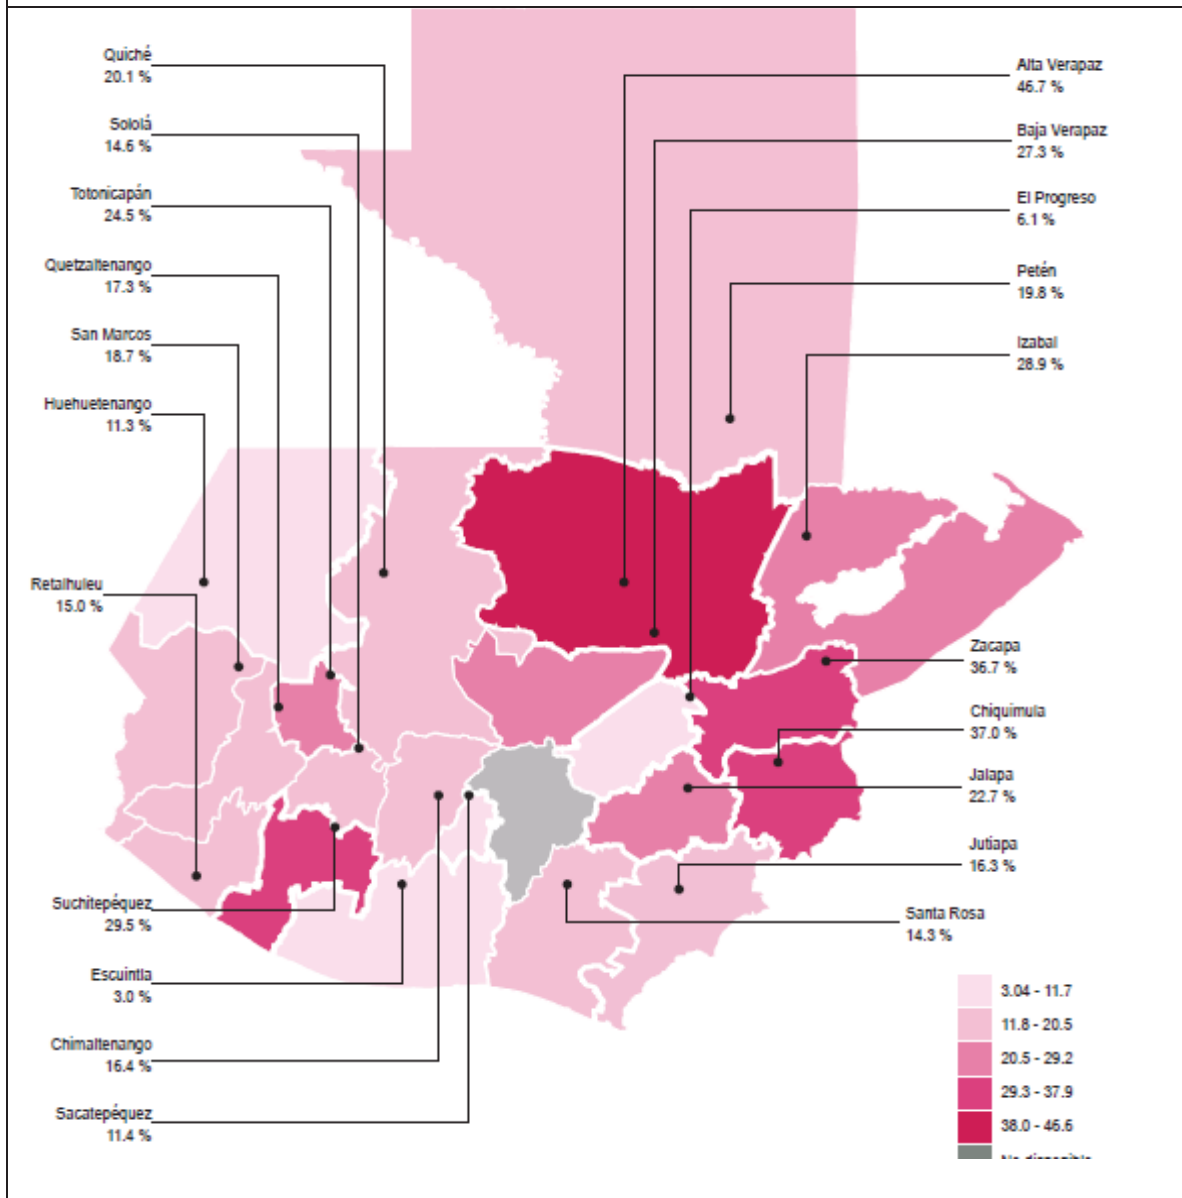 Quiché
20.1 %
Sololá
14.6 %
Totonicapán
24.5 %
Quetzaltenango
17.3 %
San Marcos
18.7 %
Huehuetenango
11.3 %
Retalhuleu
15.0 %
Suchitepéquez
29.5 %
Escuintla
3.0 %
Chimaltenango
16.4 %
Sacatepéquez
11.4 %
Alta Verapaz
46.7 %
Baja Verapaz
27.3 %
El Progreso
6.1 %
Petén
19.8 %
Izabal
28.9 %
Zacapa
36.7 %
Chiquimula
37.0 %
Jalapa
22.7 %
Jutiapa
16.3 %
Santa Rosa
14.3 %
3.04 - 11.7
11.8 - 20.5
20.5 - 29.2
29.3 - 37.9
38.0 - 46.6